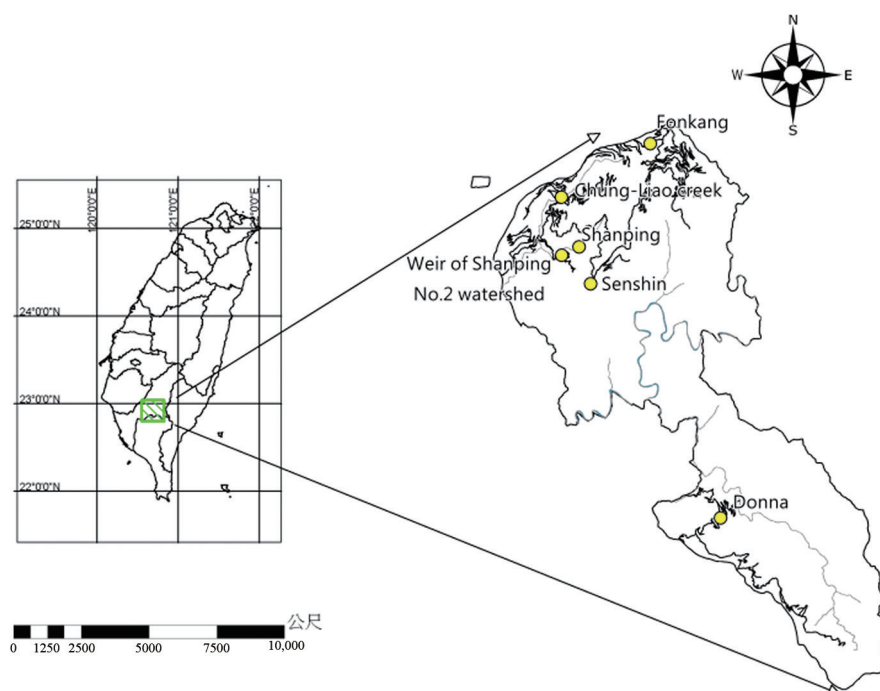 N
W
E
S
Fonkang
Chung-Liao creek
Shanping
Weir of Shanping
No.2 watershed
Senshin
Donna
120°0'0"E
121°0'0"E
25°0'0"N
24°0'0"N
23°0'0"N
22°0'0"N
公尺
0 1250 2500 5000 7500 10,000